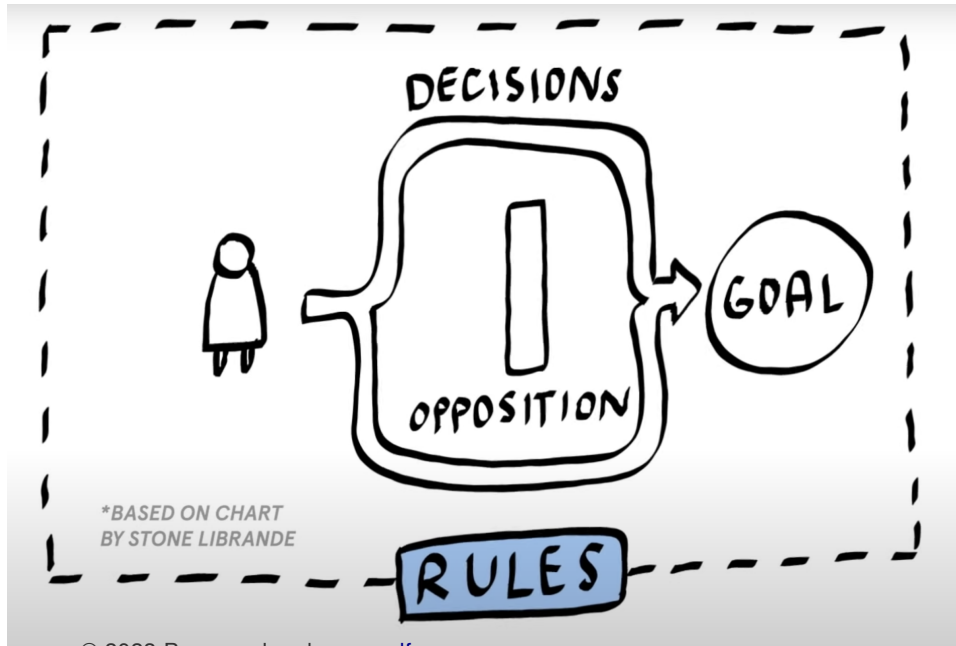 DECISIONS
GOAL
OPPOSITION
*BASED ON CHART
BY STONE LIBRANDE
RULES